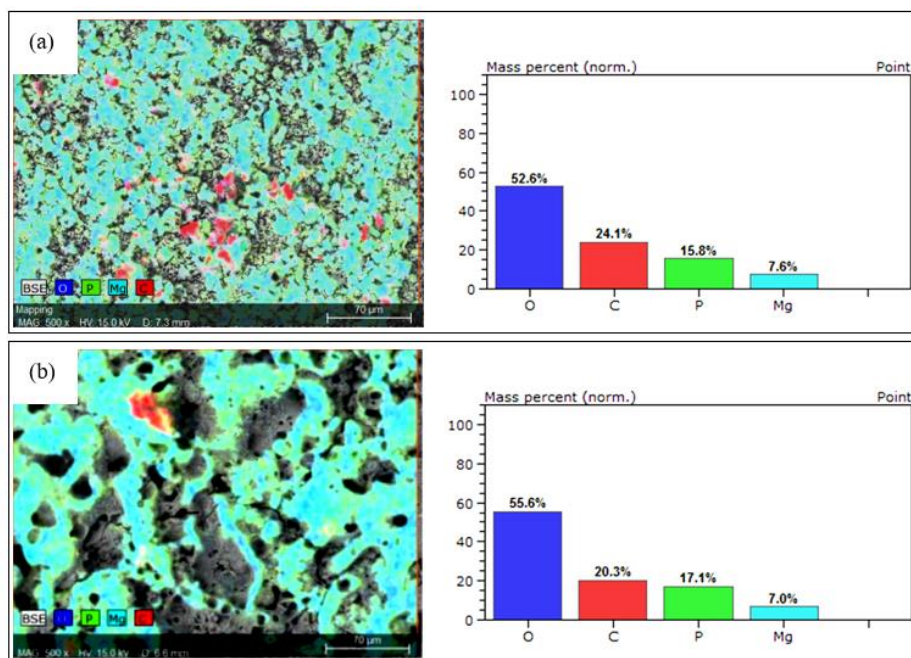 (a)
BSE O P Mg C
Mapping
MAG: 500 x HV: 15.0 kV D: 7.3 mm 70 µm
Mass percent (norm.) Point
100
80
60
40
20
0
52.6%
24.1%
15.8%
7.6%
O C P Mg
(b)
BSE O P Mg C
MAG: 500 x HV: 15.0 kV D: 6.6 mm 70 µm
Mass percent (norm.) Point
100
80
60
40
20
0
55.6%
20.3%
17.1%
7.0%
O C P Mg